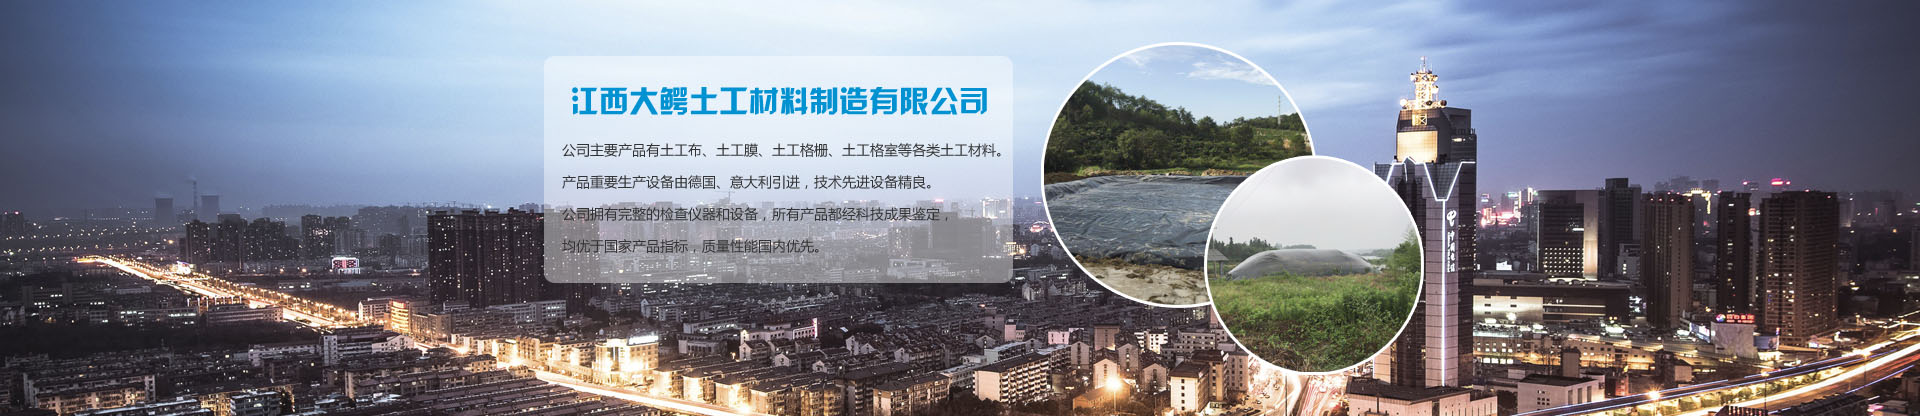 江西大鳄土工材料制造有限公司
公司主要产品有土工布、土工膜、土工格栅、土工格室等各类土工材料。
产品重要生产设备由德国、意大利引进，技术先进设备精良。
公司拥有完整的检查仪器和设备，所有产品都经科技成果鉴定，
均优于国家产品指标，质量性能国内优先。
中国电信